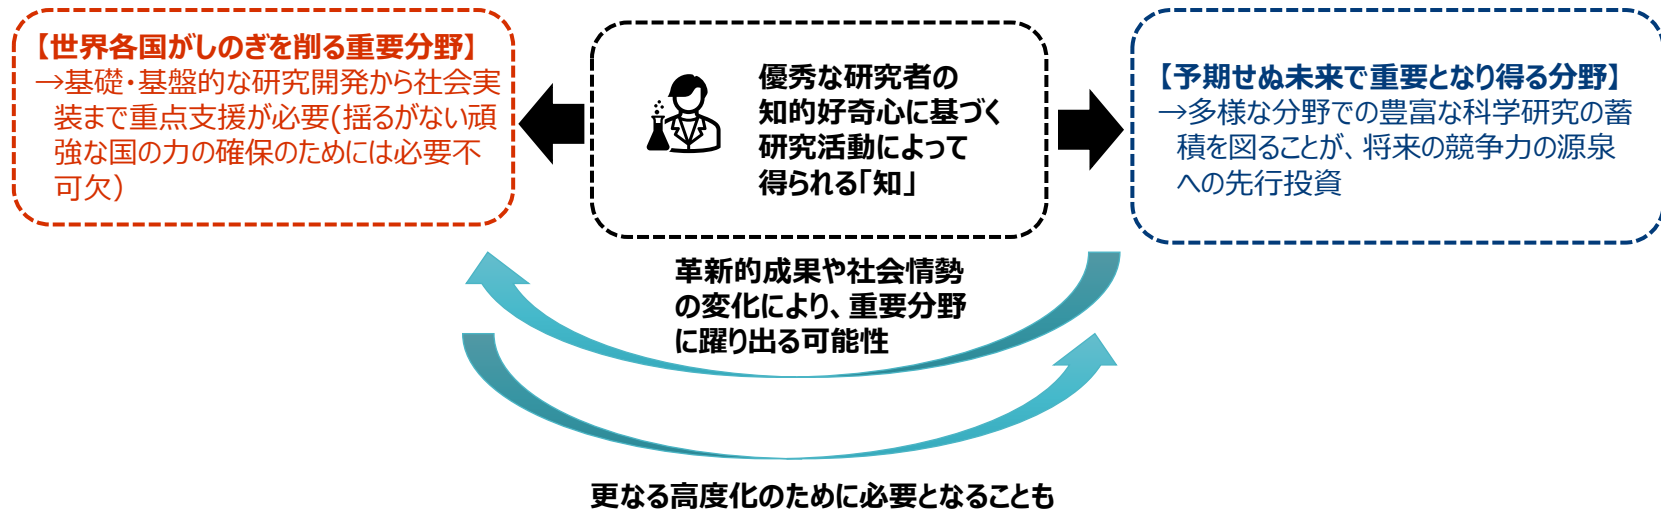 【世界各国がしのぎを削る重要分野】
→基礎・基盤的な研究開発から社会実
装まで重点支援が必要(揺るがない頑
強な国の力の確保のためには必要不
可欠）
優秀な研究者の
知的好奇心に基づく
研究活動によって
得られる「知」
【予期せぬ未来で重要となり得る分野】
→多様な分野での豊富な科学研究の蓄
積を図ることが、将来の競争力の源泉
への先行投資
革新的成果や社会情勢
の変化により、重要分野
に躍り出る可能性
更なる高度化のために必要となることも